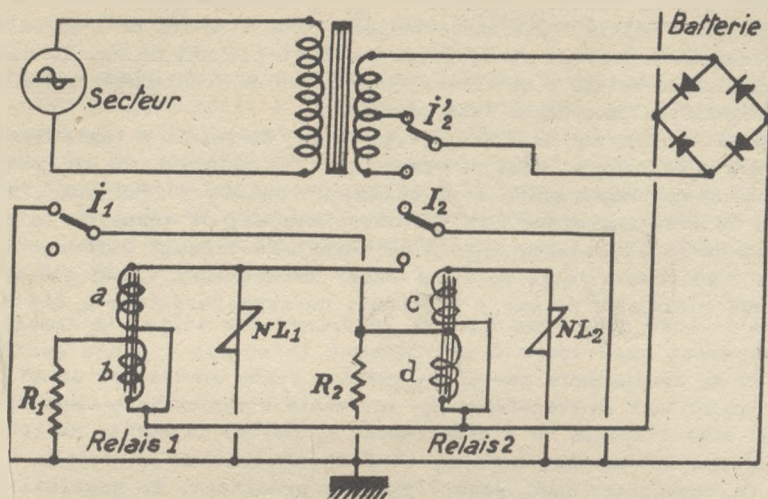 Batterie
Secteur
i'2
i1
i2
a
NL1
b
R1
c
NL2
d
R2
Relais 1
Relais 2